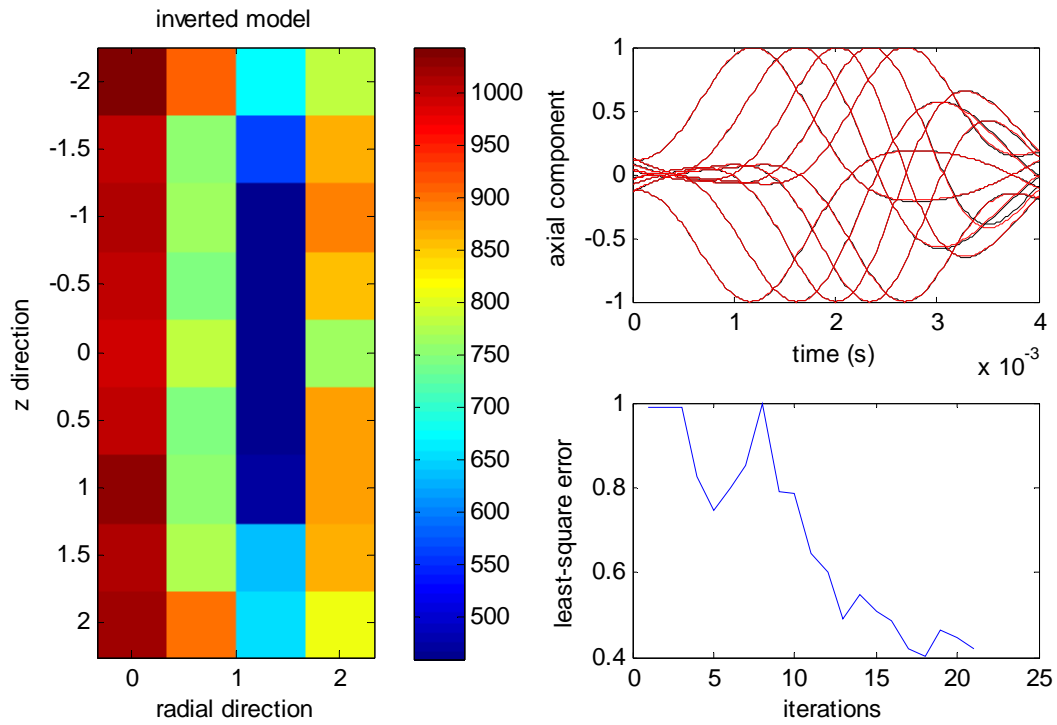 inverted model
-2
-1.5
-1
-0.5
0
0.5
1
1.5
2
z direction
0 1 2
radial direction
1000
950
900
850
800
750
700
650
600
550
500
1
0.5
0
-0.5
-1
axial component
0 1 2 3 4
time (s)
x 10^-3
1
0.8
0.6
0.4
least-square error
0 5 10 15 20 25
iterations